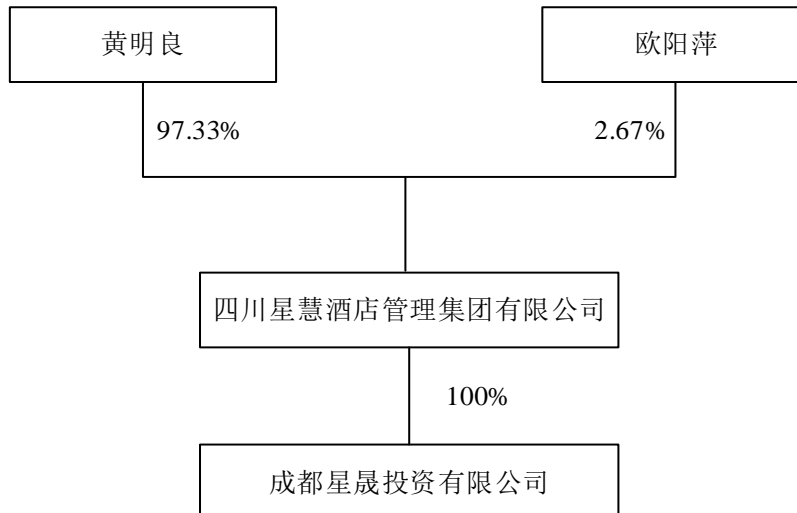 黄明良
欧阳萍
97.33%
2.67%
四川星慧酒店管理集团有限公司
100%
成都星晟投资有限公司